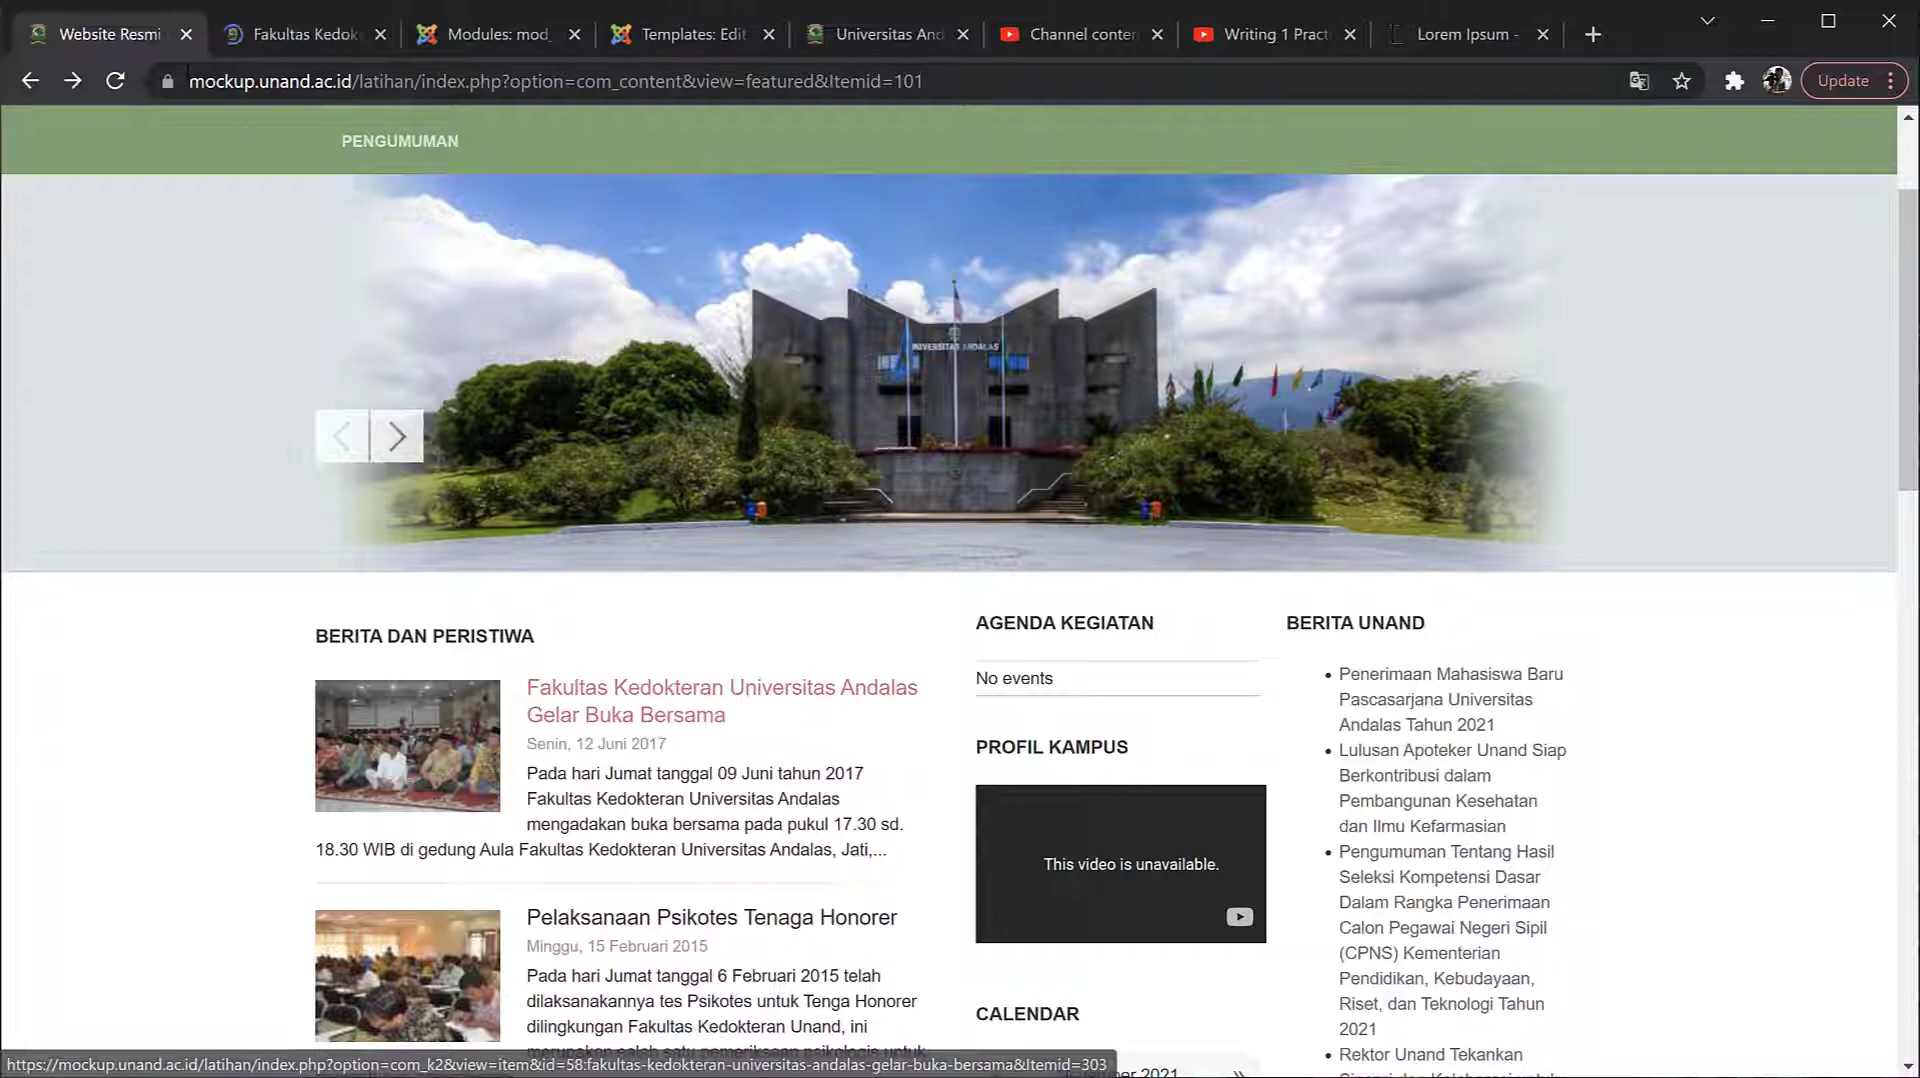 Website Resmi
Fakultas Kedok
Modules: mod_
Templates: Edit
Universitas And
Channel conter
Writing 1 Pract
Lorem Ipsum -
mockup.unand.ac.id/latihan/index.php?option=com_content&view=featured&Itemid=101
Update
PENGUMUMAN
UNIVERSITAS ANDALAS
BERITA DAN PERISTIWA
Fakultas Kedokteran Universitas Andalas
Gelar Buka Bersama
Senin, 12 Juni 2017
Pada hari Jumat tanggal 09 Juni tahun 2017
Fakultas Kedokteran Universitas Andalas
mengadakan buka bersama pada pukul 17.30 sd.
18.30 WIB di gedung Aula Fakultas Kedokteran Universitas Andalas, Jati,...
Pelaksanaan Psikotes Tenaga Honorer
Minggu, 15 Februari 2015
Pada hari Jumat tanggal 6 Februari 2015 telah
dilaksanakannya tes Psikotes untuk Tenga Honorer
dilingkungan Fakultas Kedokteran Unand, ini
merupakan salah satu pemeriksaan psikologis untuk
AGENDA KEGIATAN
No events
PROFIL KAMPUS
This video is unavailable.
CALENDAR
2021
»
BERITA UNAND
Penerimaan Mahasiswa Baru
Pascasarjana Universitas
Andalas Tahun 2021
Lulusan Apoteker Unand Siap
Berkontribusi dalam
Pembangunan Kesehatan
dan Ilmu Kefarmasian
Pengumuman Tentang Hasil
Seleksi Kompetensi Dasar
Dalam Rangka Penerimaan
Calon Pegawai Negeri Sipil
(CPNS) Kementerian
Pendidikan, Kebudayaan,
Riset, dan Teknologi Tahun
2021
Rektor Unand Tekankan
https://mockup.unand.ac.id/latihan/index.php?option=com_k2&view=item&id=58:fakultas-kedokteran-universitas-andalas-gelar-buka-bersama&Itemid=303